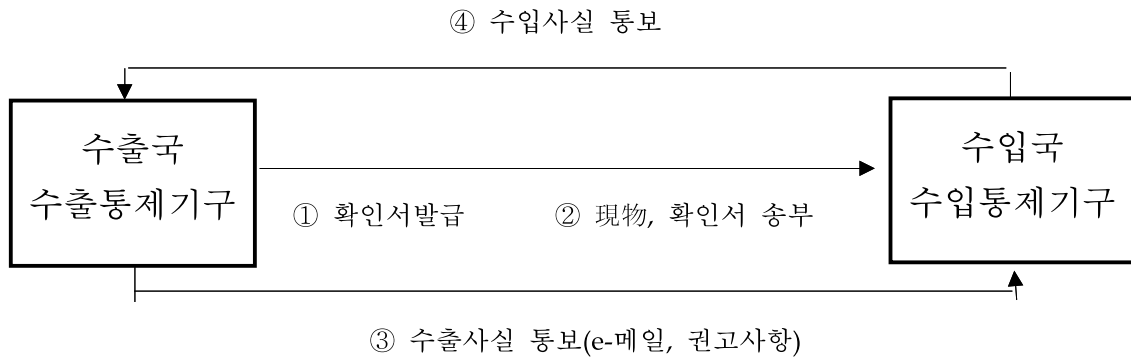 ④ 수입사실 통보
수출국
수출통제기구
수입국
수입통제기구
① 확인서발급
② 現物, 확인서 송부
③ 수출사실 통보(e-메일, 권고사항)